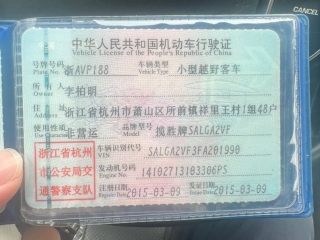 中华人民共和国机动车行驶证
Vehicle License of the People's Republic of China
号牌号码 浙AVP188 车辆类型 小型越野客车
Plate No. Vehicle Type
所有人 李柏明
Owner
住址 浙江省杭州市萧山区所前镇祥里王村1组48户
Address
使用性质 非营运 品牌型号 揽胜牌SALGA2VF
Use Character Model
浙江省杭州市公安局交通警察支队
车辆识别代号 SALGA2VF3FA201990
VIN
发动机号码 14102713103306PS
Engine No.
注册日期 2015-03-09 发证日期 2015-03-09
Register Date Issue Date